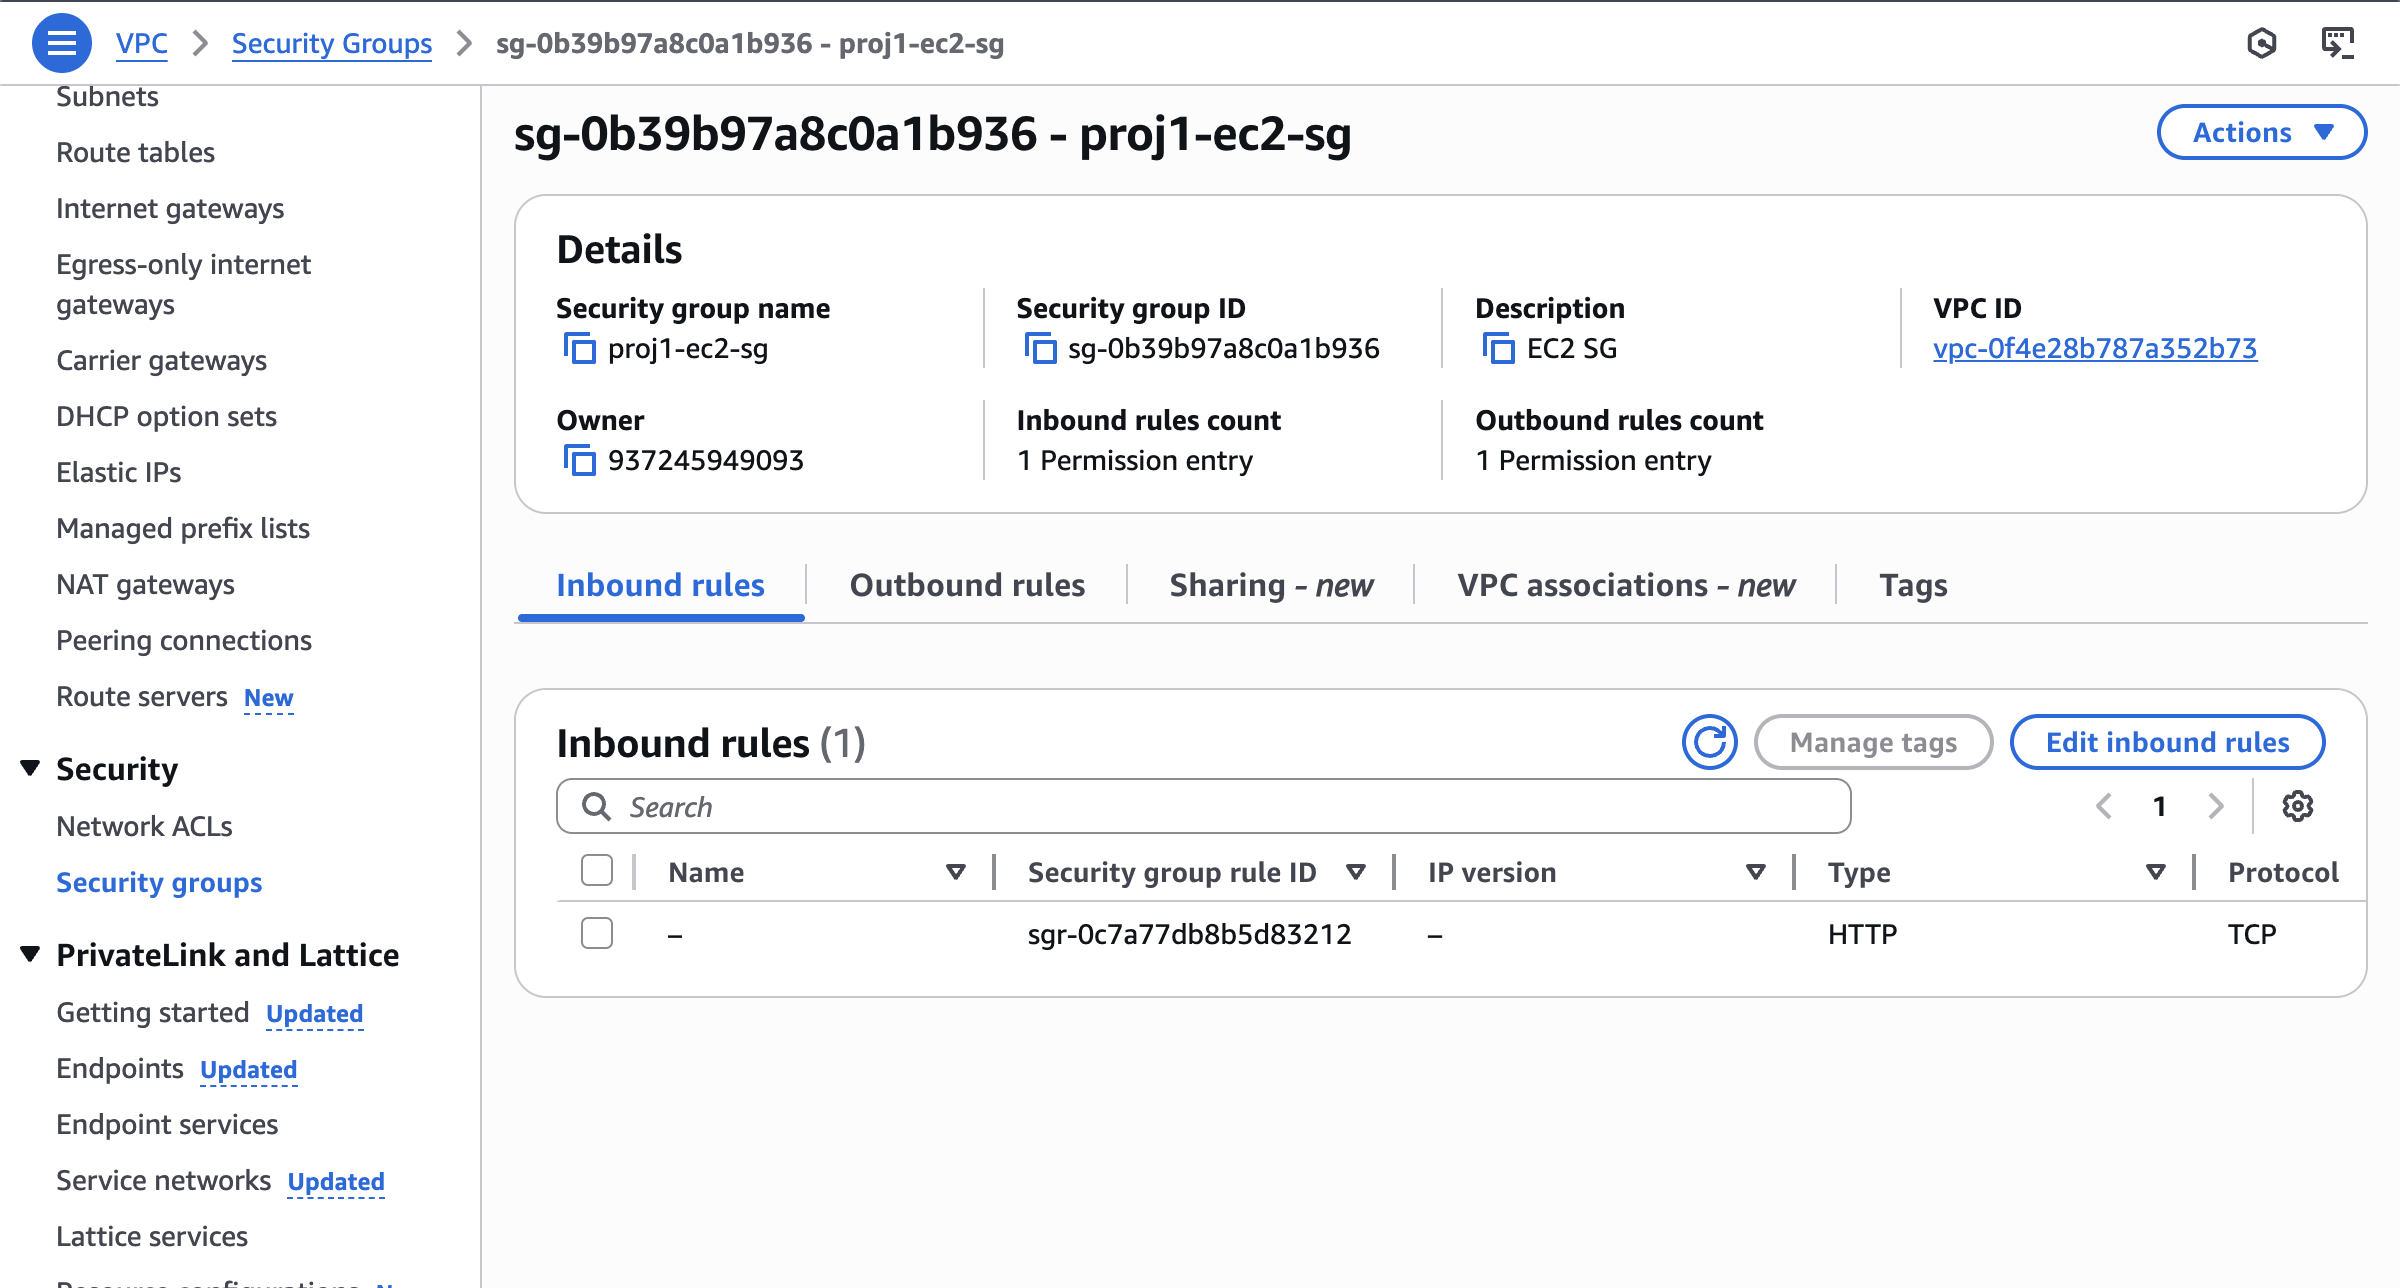 VPC > Security Groups > sg-0b39b97a8c0a1b936 - proj1-ec2-sg
Subnets
Route tables
Internet gateways
Egress-only internet
gateways
Carrier gateways
DHCP option sets
Elastic IPs
Managed prefix lists
NAT gateways
Peering connections
Route servers New
Security
Network ACLs
Security groups
PrivateLink and Lattice
Getting started Updated
Endpoints Updated
Endpoint services
Service networks Updated
Lattice services
sg-0b39b97a8c0a1b936 - proj1-ec2-sg
Actions
Details
Security group name
proj1-ec2-sg
Security group ID
sg-0b39b97a8c0a1b936
Description
EC2 SG
VPC ID
vpc-0f4e28b787a352b73
Owner
937245949093
Inbound rules count
1 Permission entry
Outbound rules count
1 Permission entry
Inbound rules
Outbound rules
Sharing - new
VPC associations - new
Tags
Inbound rules (1)
Manage tags
Edit inbound rules
Search
1
Name Security group rule ID IP version Type Protocol
– sgr-0c7a77db8b5d83212 – HTTP TCP